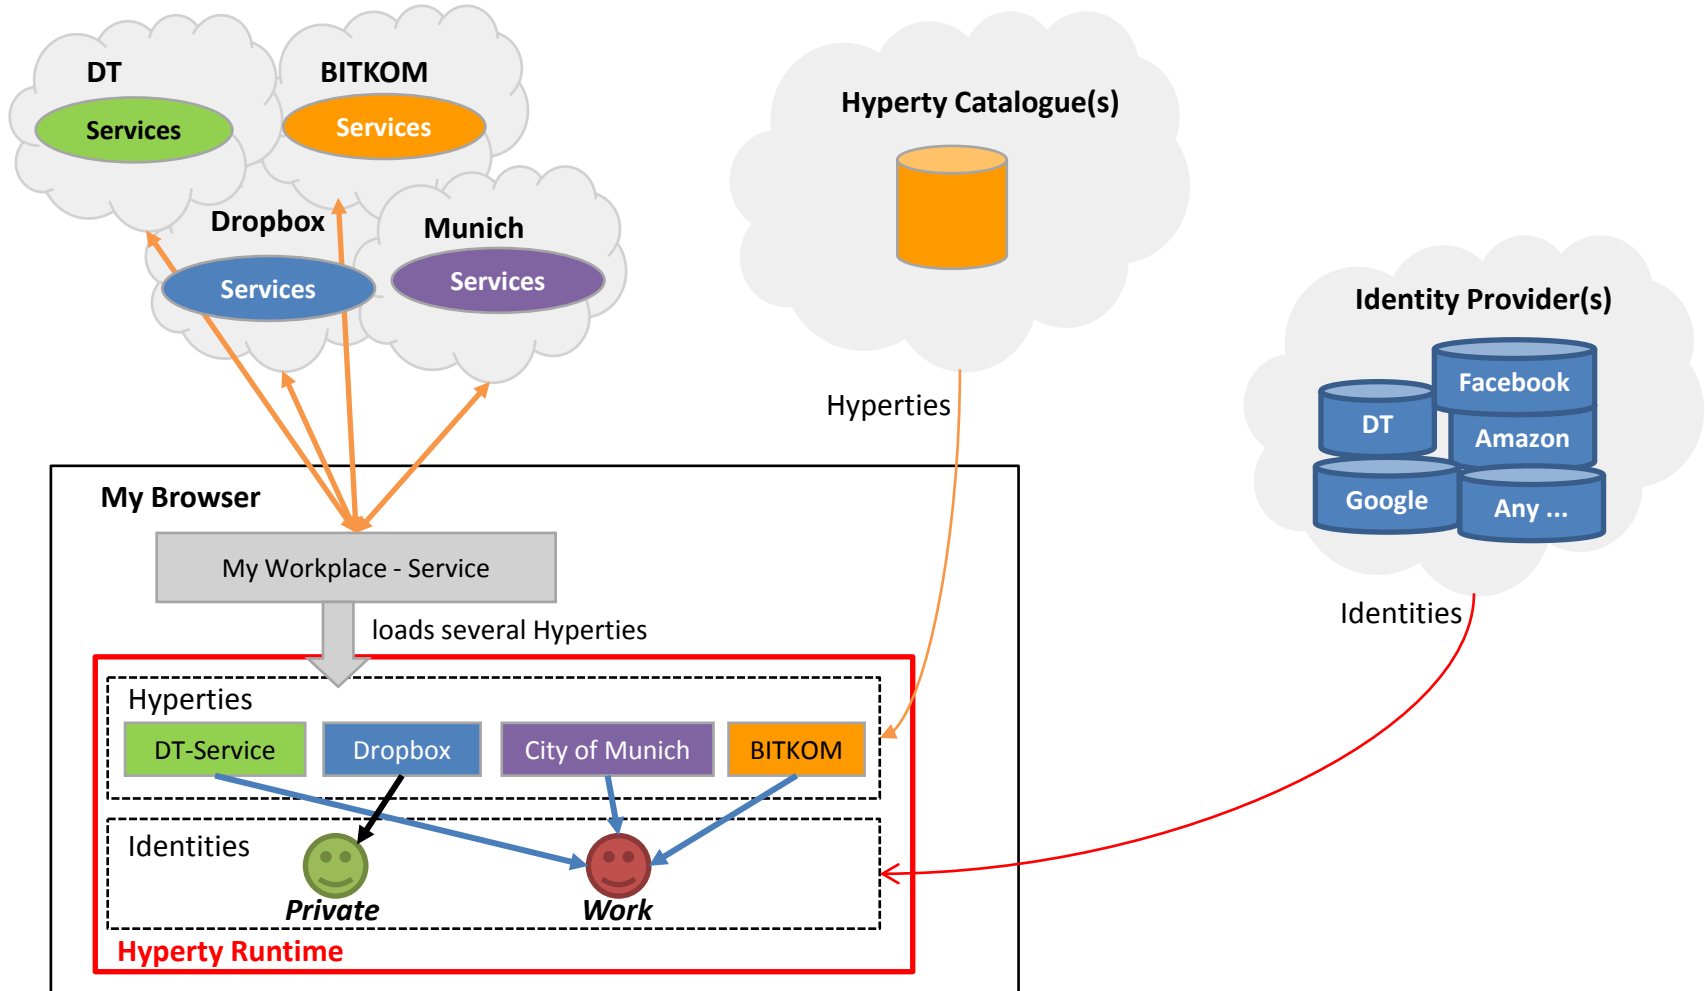 DT
Services
BITKOM
Services
Dropbox
Services
Munich
Services
Hyperty Catalogue(s)
Hyperties
Identity Provider(s)
Facebook
DT
Amazon
Google
Any ...
Identities
My Browser
My Workplace - Service
loads several Hyperties
Hyperties
DT-Service
Dropbox
City of Munich
BITKOM
Identities
Private
Work
Hyperty Runtime